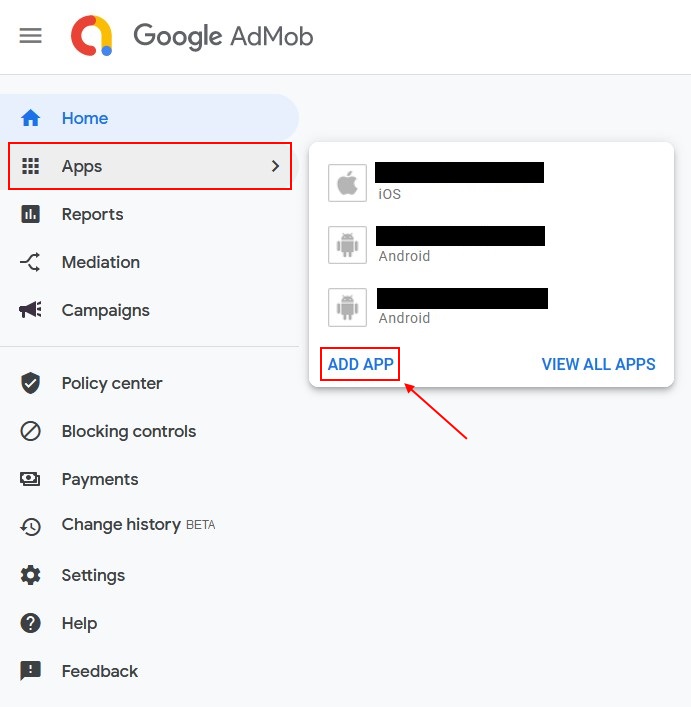 Google AdMob
Home
Apps
Reports
Mediation
Campaigns
Policy center
Blocking controls
Payments
Change history BETA
Settings
Help
Feedback
iOS
Android
Android
ADD APP
VIEW ALL APPS